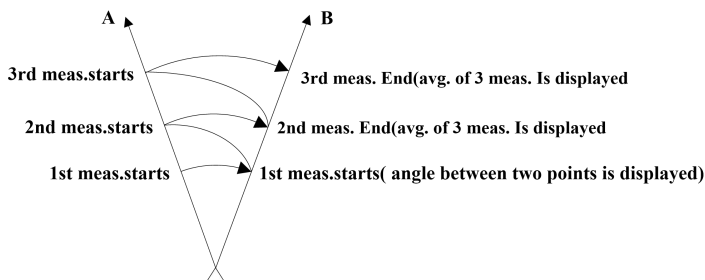 A
B
3rd meas.starts
3rd meas. End(avg. of 3 meas. Is displayed
2nd meas.starts
2nd meas. End(avg. of 3 meas. Is displayed
1st meas.starts
1st meas.starts( angle between two points is displayed)